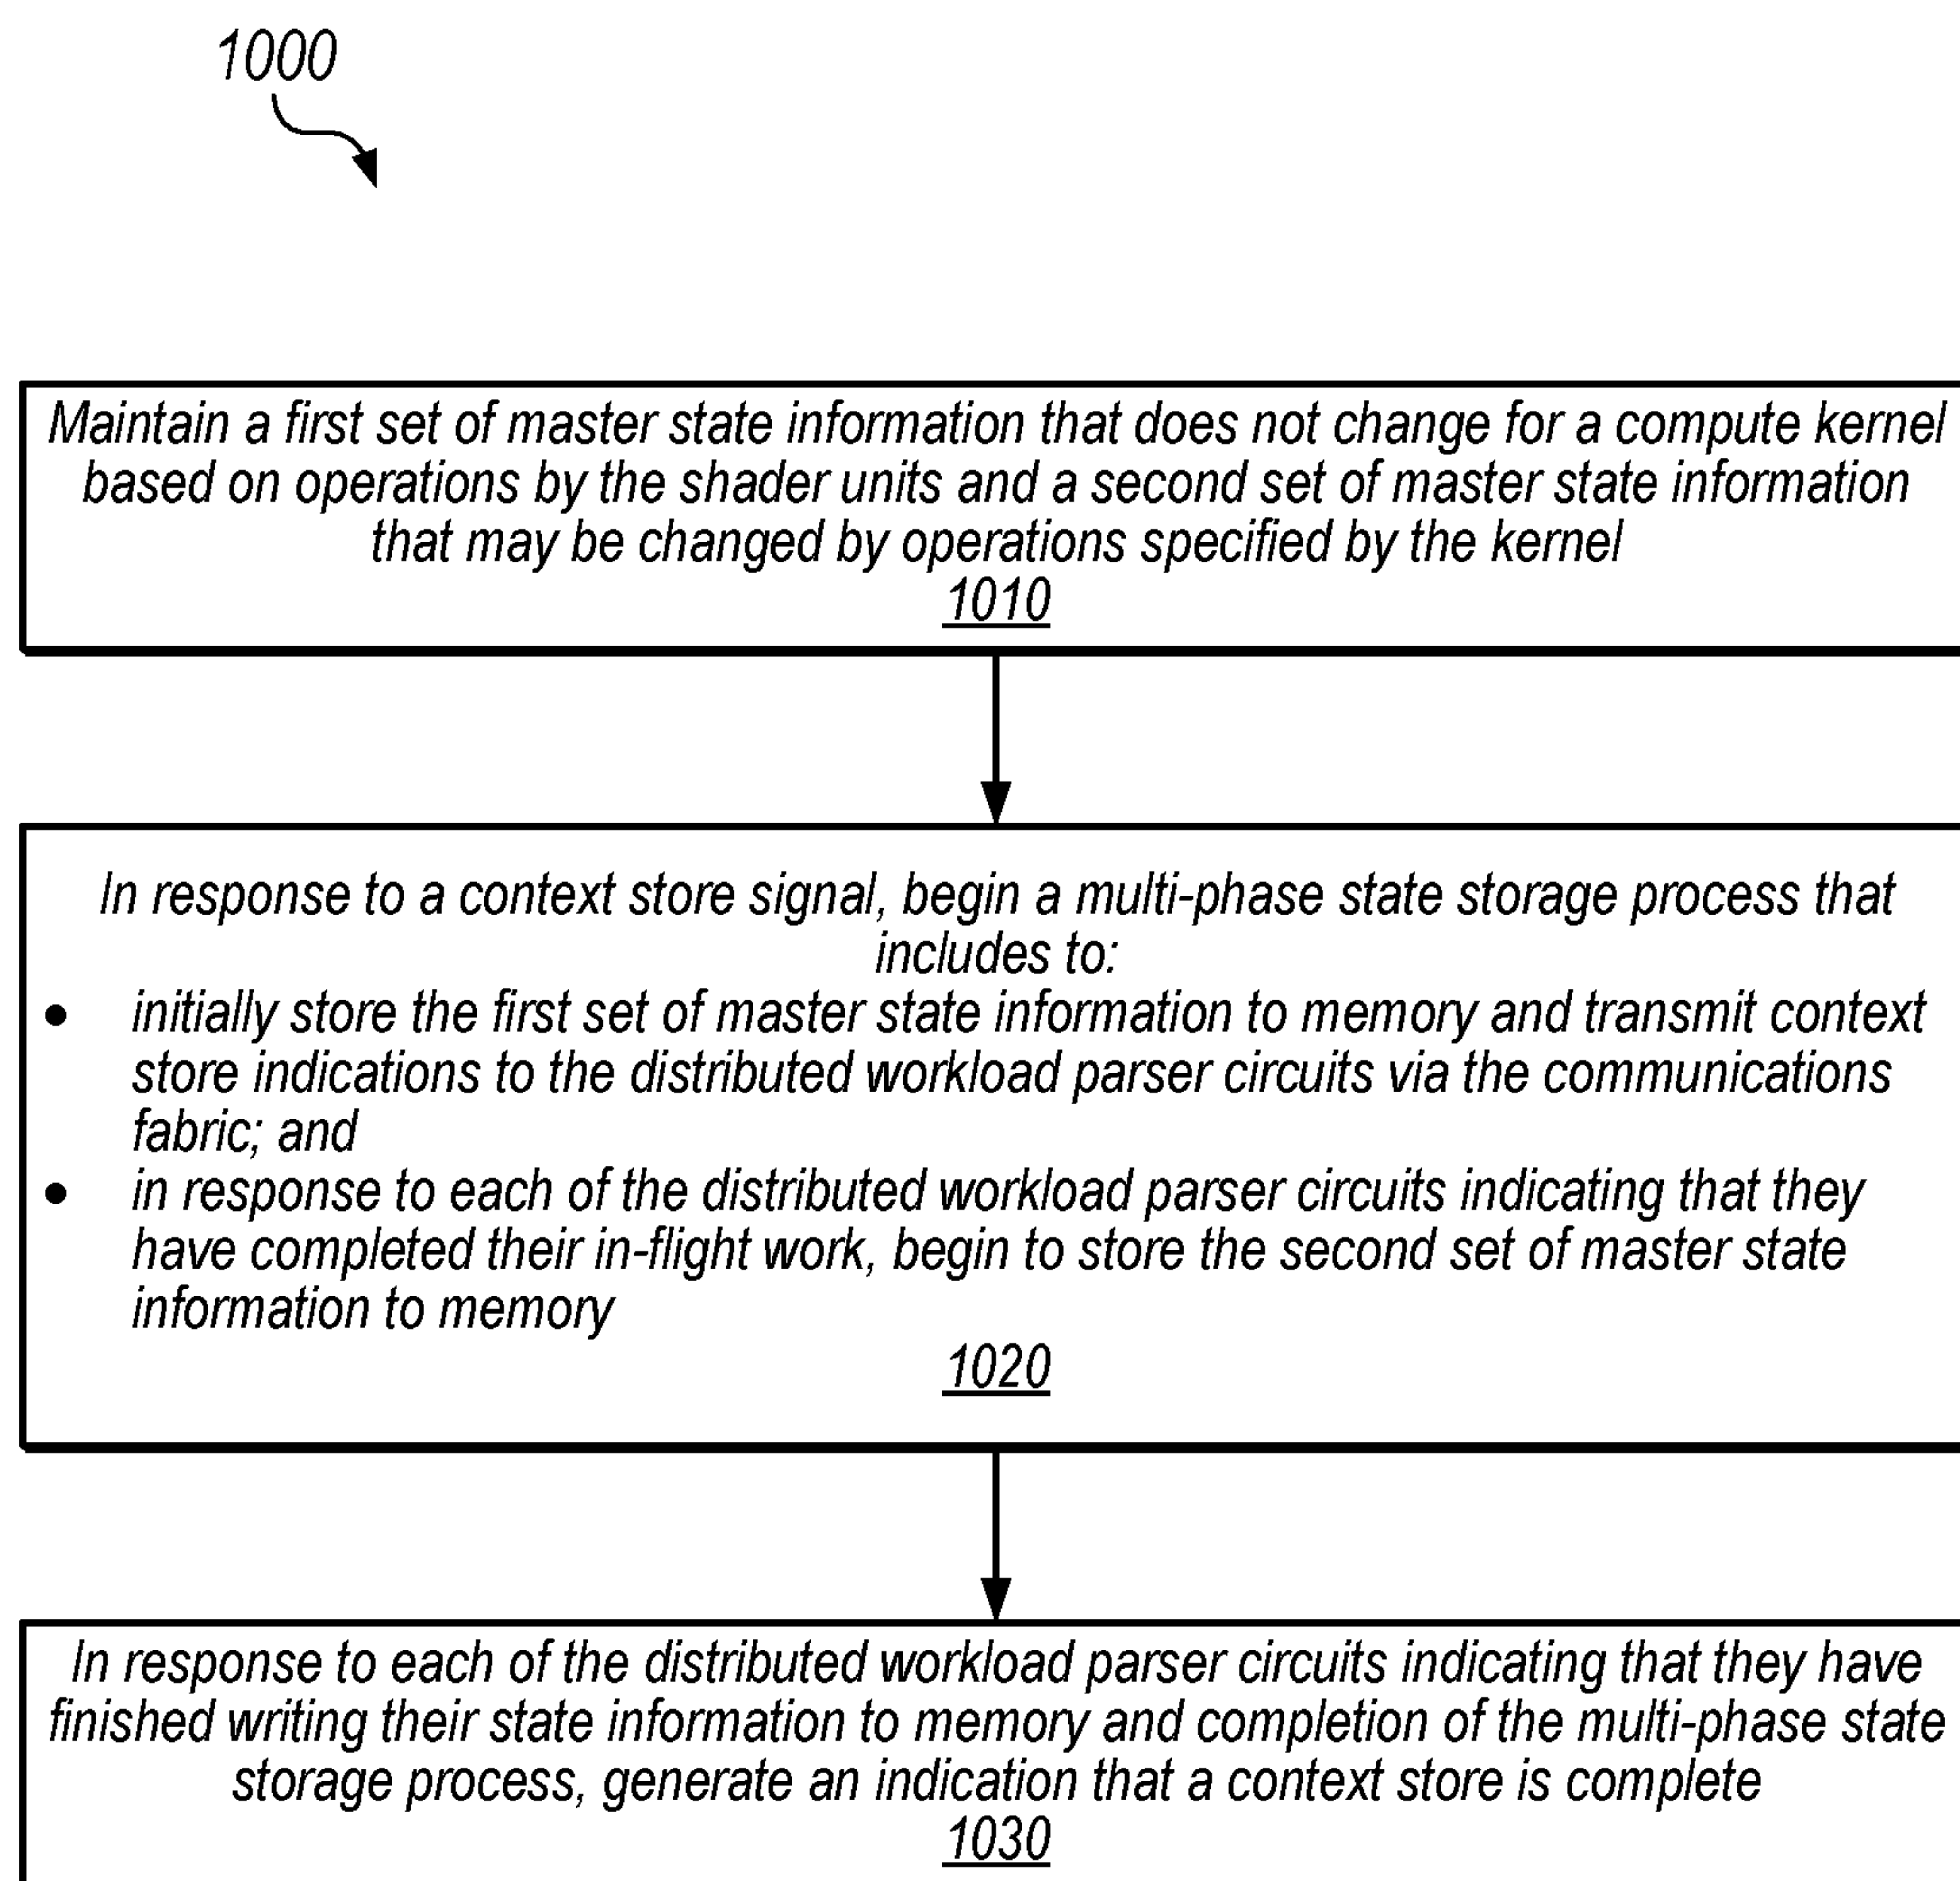 1000
Maintain a first set of master state information that does not change for a compute kernel
based on operations by the shader units and a second set of master state information
that may be changed by operations specified by the kernel
1010
In response to a context store signal, begin a multi-phase state storage process that
includes to:
• initially store the first set of master state information to memory and transmit context
store indications to the distributed workload parser circuits via the communications
fabric; and
• in response to each of the distributed workload parser circuits indicating that they
have completed their in-flight work, begin to store the second set of master state
information to memory
1020
In response to each of the distributed workload parser circuits indicating that they have
finished writing their state information to memory and completion of the multi-phase state
storage process, generate an indication that a context store is complete
1030